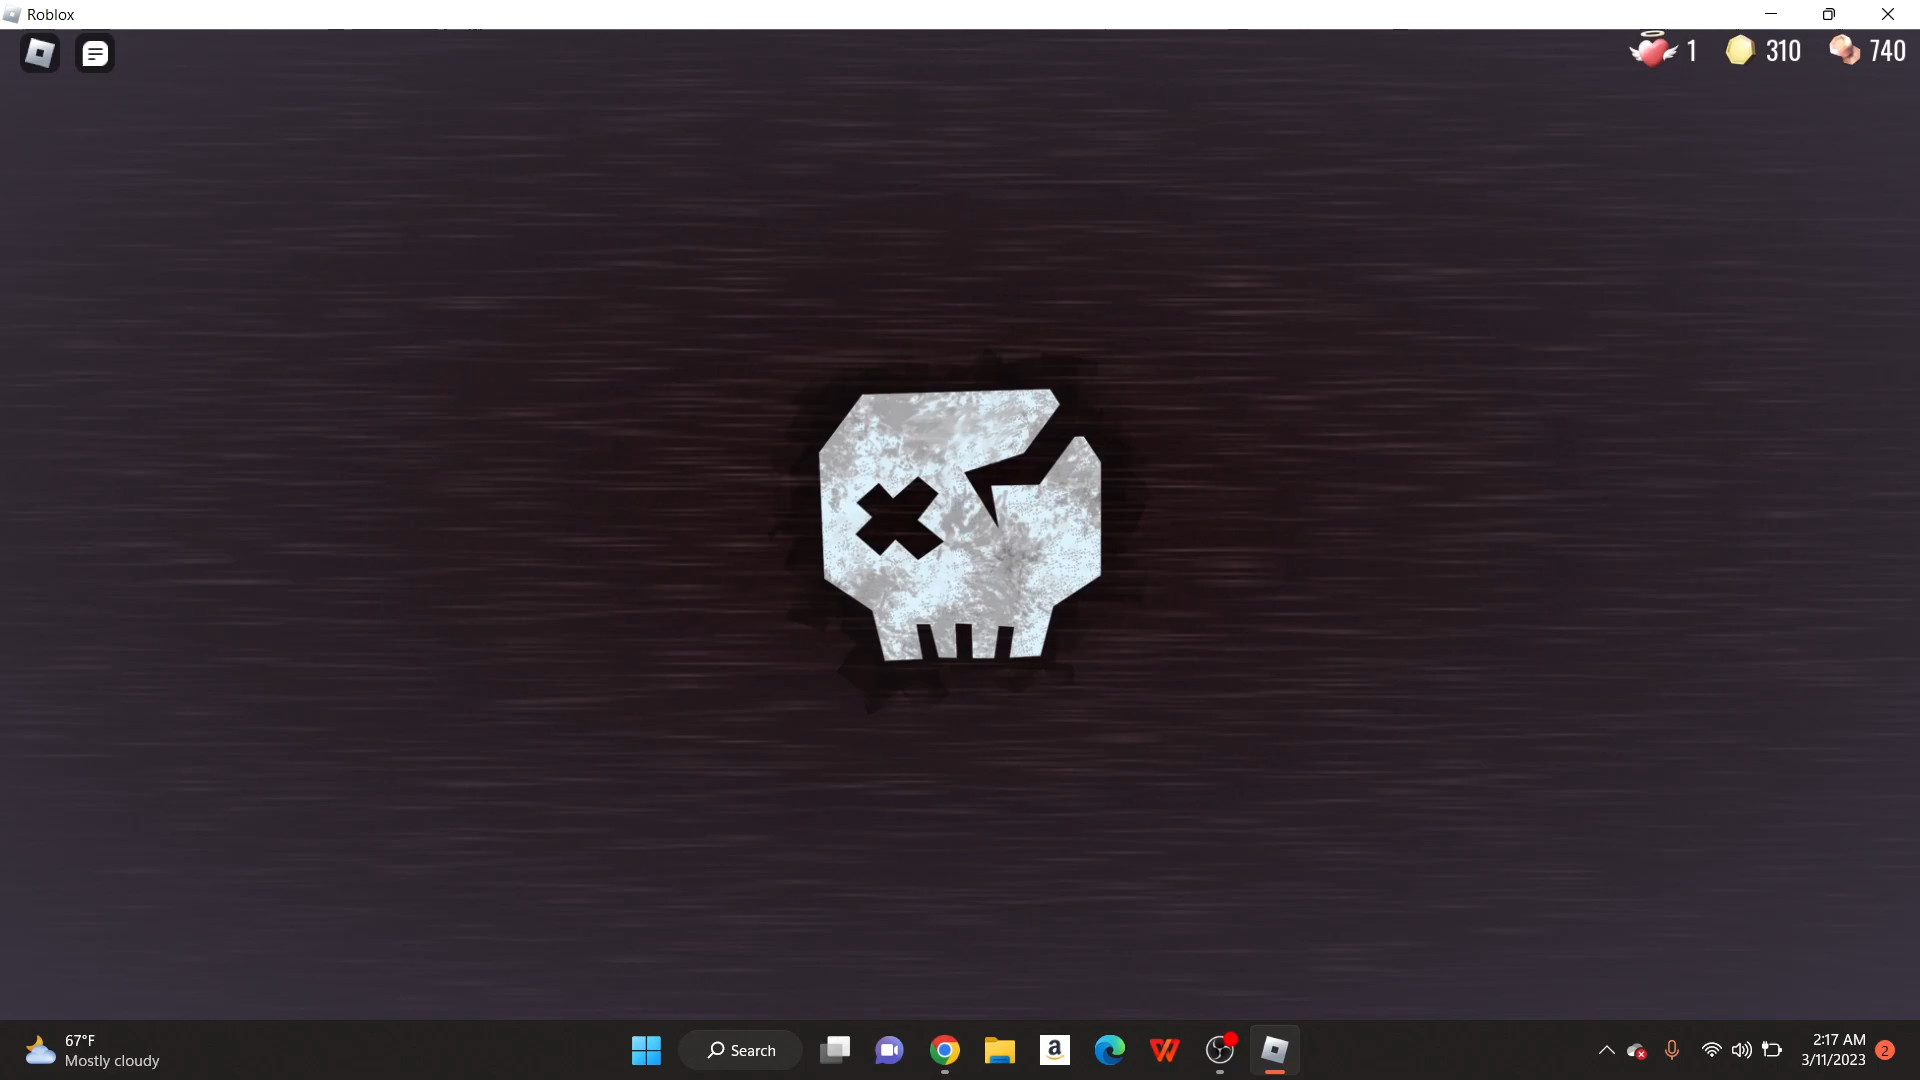 Roblox
1 310 740
67°F
Mostly cloudy
Search
a
2:17 AM
3/11/2023
2